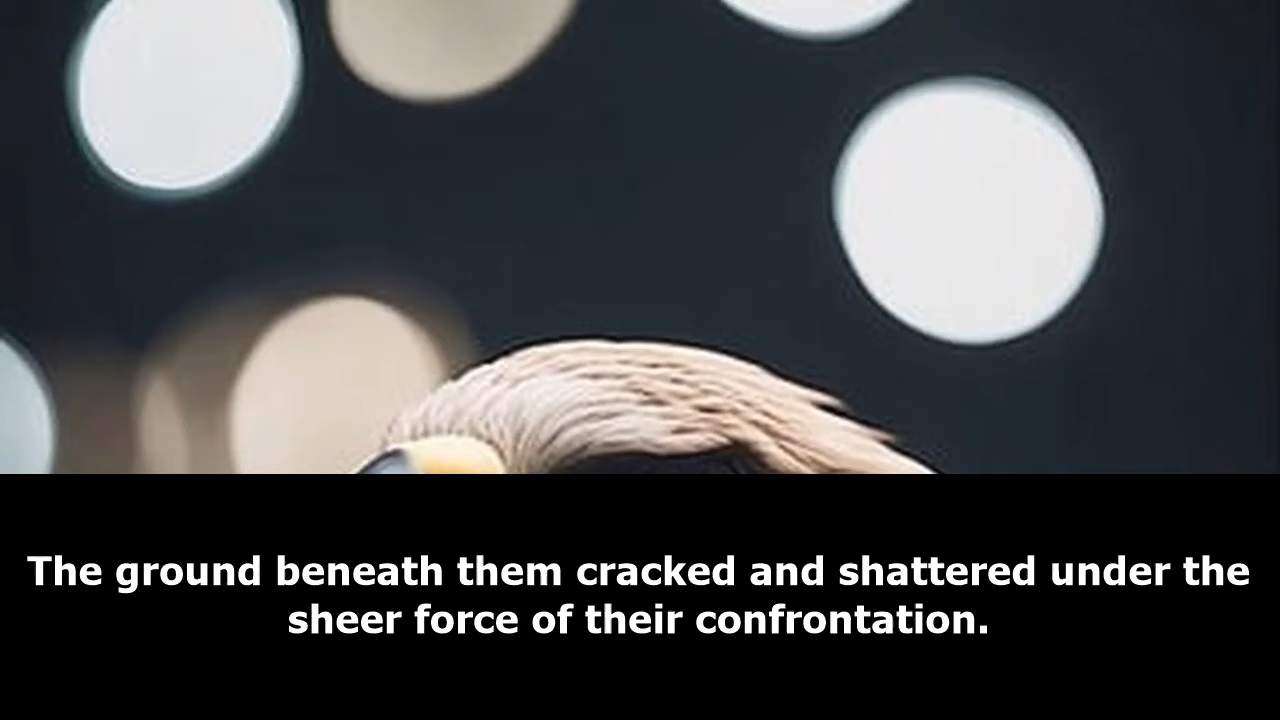 The ground beneath them cracked and shattered under the
sheer force of their confrontation.